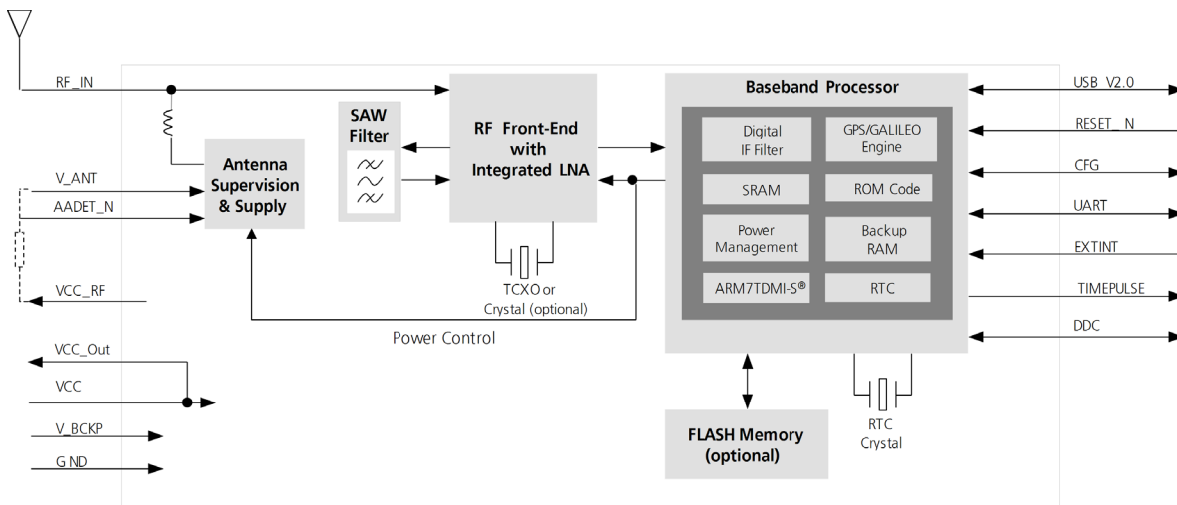 RF_IN
V_ANT
AADET_N
VCC_RF
VCC_Out
VCC
V_BCKP
GND
Antenna
Supervision
& Supply
SAW
Filter
RF Front-End
with
Integrated LNA
TCXO or
Crystal (optional)
Power Control
Baseband Processor
Digital
IF Filter
GPS/GALILEO
Engine
SRAM
ROM Code
Power
Management
Backup
RAM
ARM7TDMI-S®
RTC
FLASH Memory
(optional)
RTC
Crystal
USB V2.0
RESET_N
CFG
UART
EXTINT
TIMEPULSE
DDC